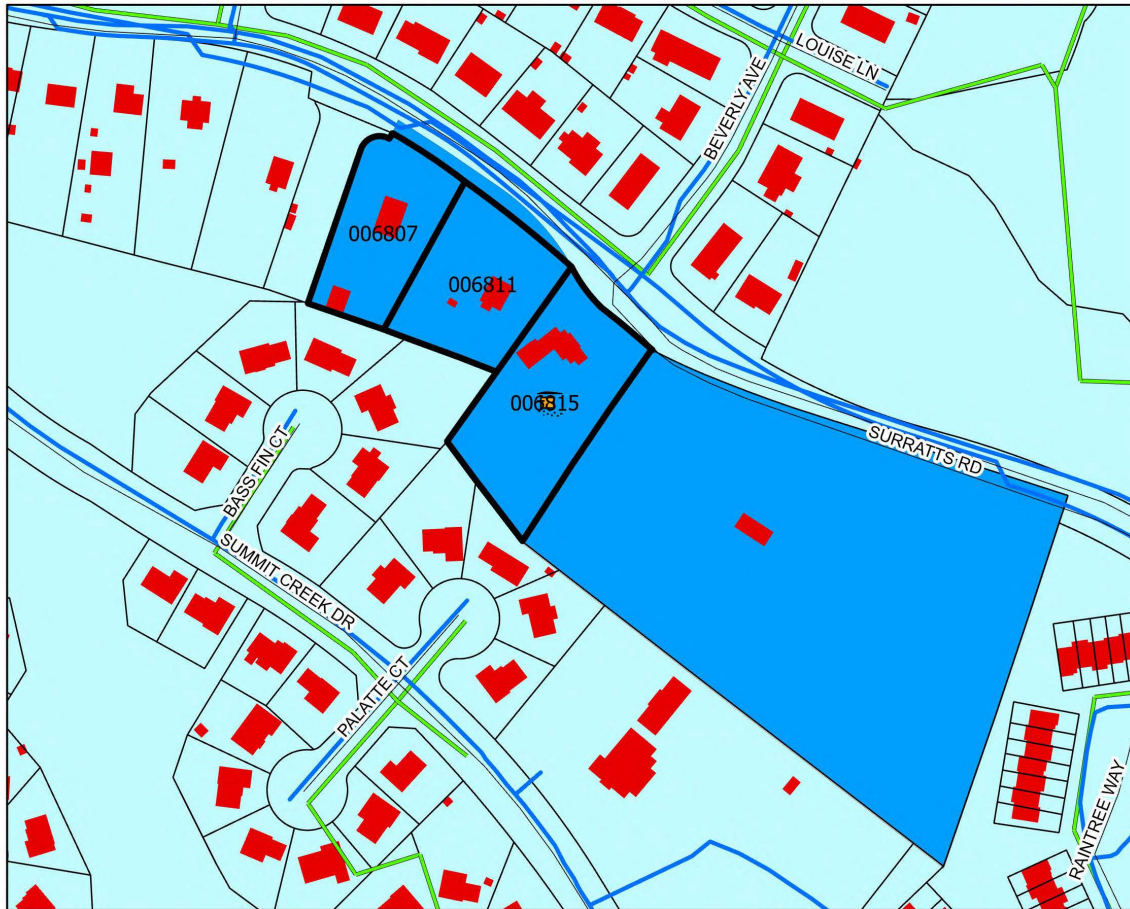 LOUISE LN
BEVERLY AVE
006807
006811
006815
SURRATTS RD
BASS FIN CT
SUMMIT CREEK DR
PALATTE CT
RAINTREE WAY